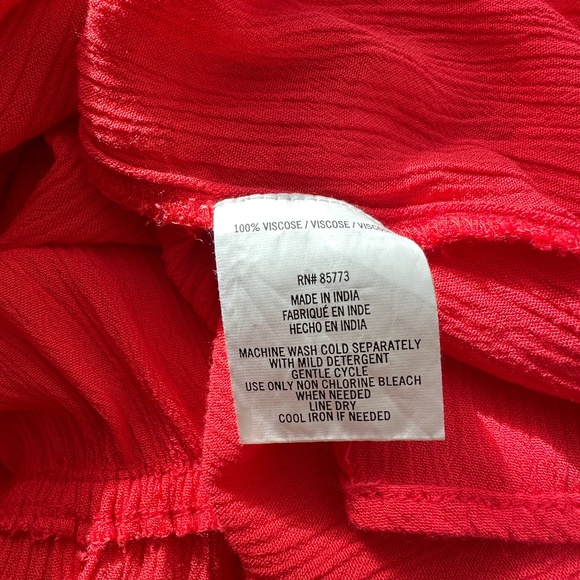 100% VISCOSE / VISCOSE / VISCO
RN# 85773
MADE IN INDIA
FABRIQUÉ EN INDE
HECHO EN INDIA
MACHINE WASH COLD SEPARATELY
WITH MILD DETERGENT
GENTLE CYCLE
USE ONLY NON CHLORINE BLEACH
WHEN NEEDED
LINE DRY
COOL IRON IF NEEDED